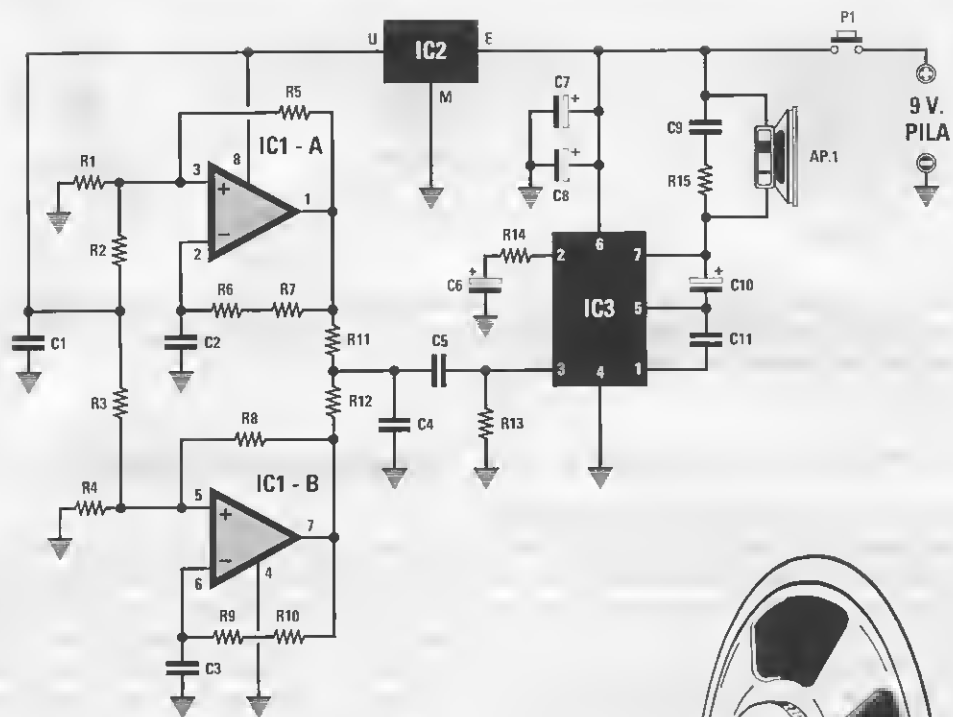 P1
U
IC2
E
M
9 V.
PILA
R5
IC1 - A
C7
+
C8
+
C9
R15
AP.1
R1
3
8
+
1
R2
−
2
R6
R7
R14
2
6
7
C6
+
IC3
5
+
C10
C11
3
4
1
C1
C2
R11
C5
R12
C4
R13
R3
R8
IC1 - B
R4
5
+
7
−
6
4
R9
R10
C3